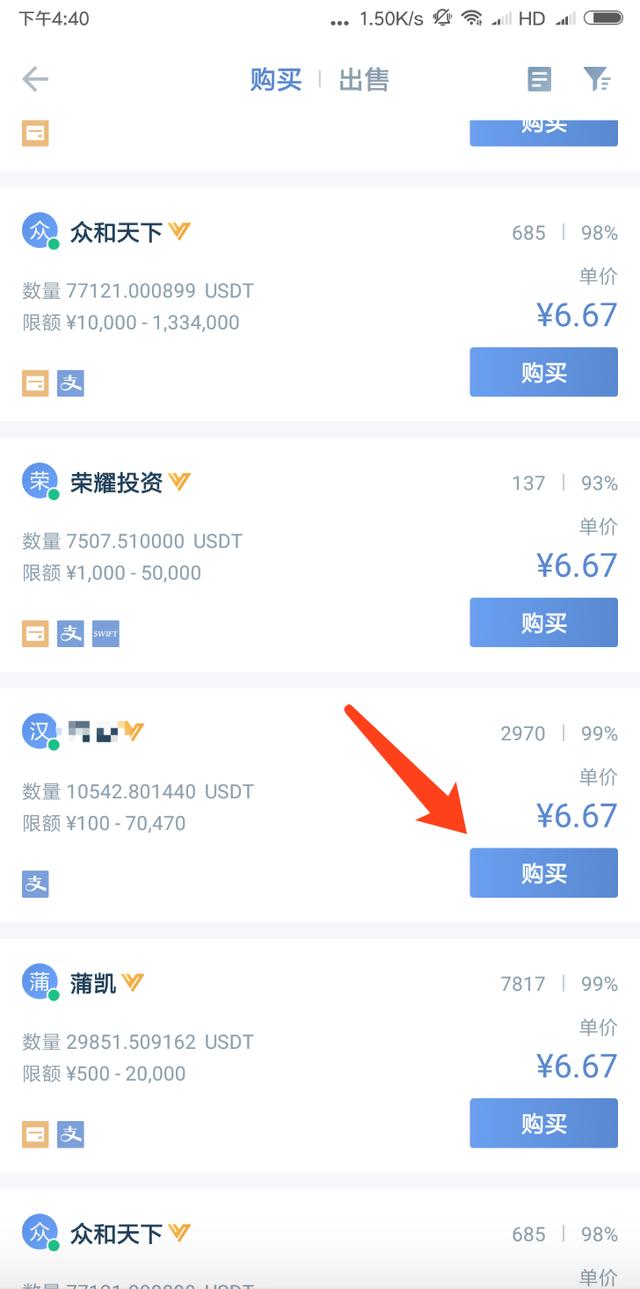 下午4:40
... 1.50K/s HD
购买 | 出售
购买
众 众和天下
685 | 98%
单价
数量 77121.000899 USDT
¥6.67
限额 ¥10,000 - 1,334,000
支
购买
荣 荣耀投资
137 | 93%
单价
数量 7507.510000 USDT
¥6.67
限额 ¥1,000 - 50,000
支 SWIFT
购买
汉
2970 | 99%
单价
数量 10542.801440 USDT
¥6.67
限额 ¥100 - 70,470
支
购买
蒲 蒲凯
7817 | 99%
单价
数量 29851.509162 USDT
¥6.67
限额 ¥500 - 20,000
支
购买
众 众和天下
685 | 98%
单价